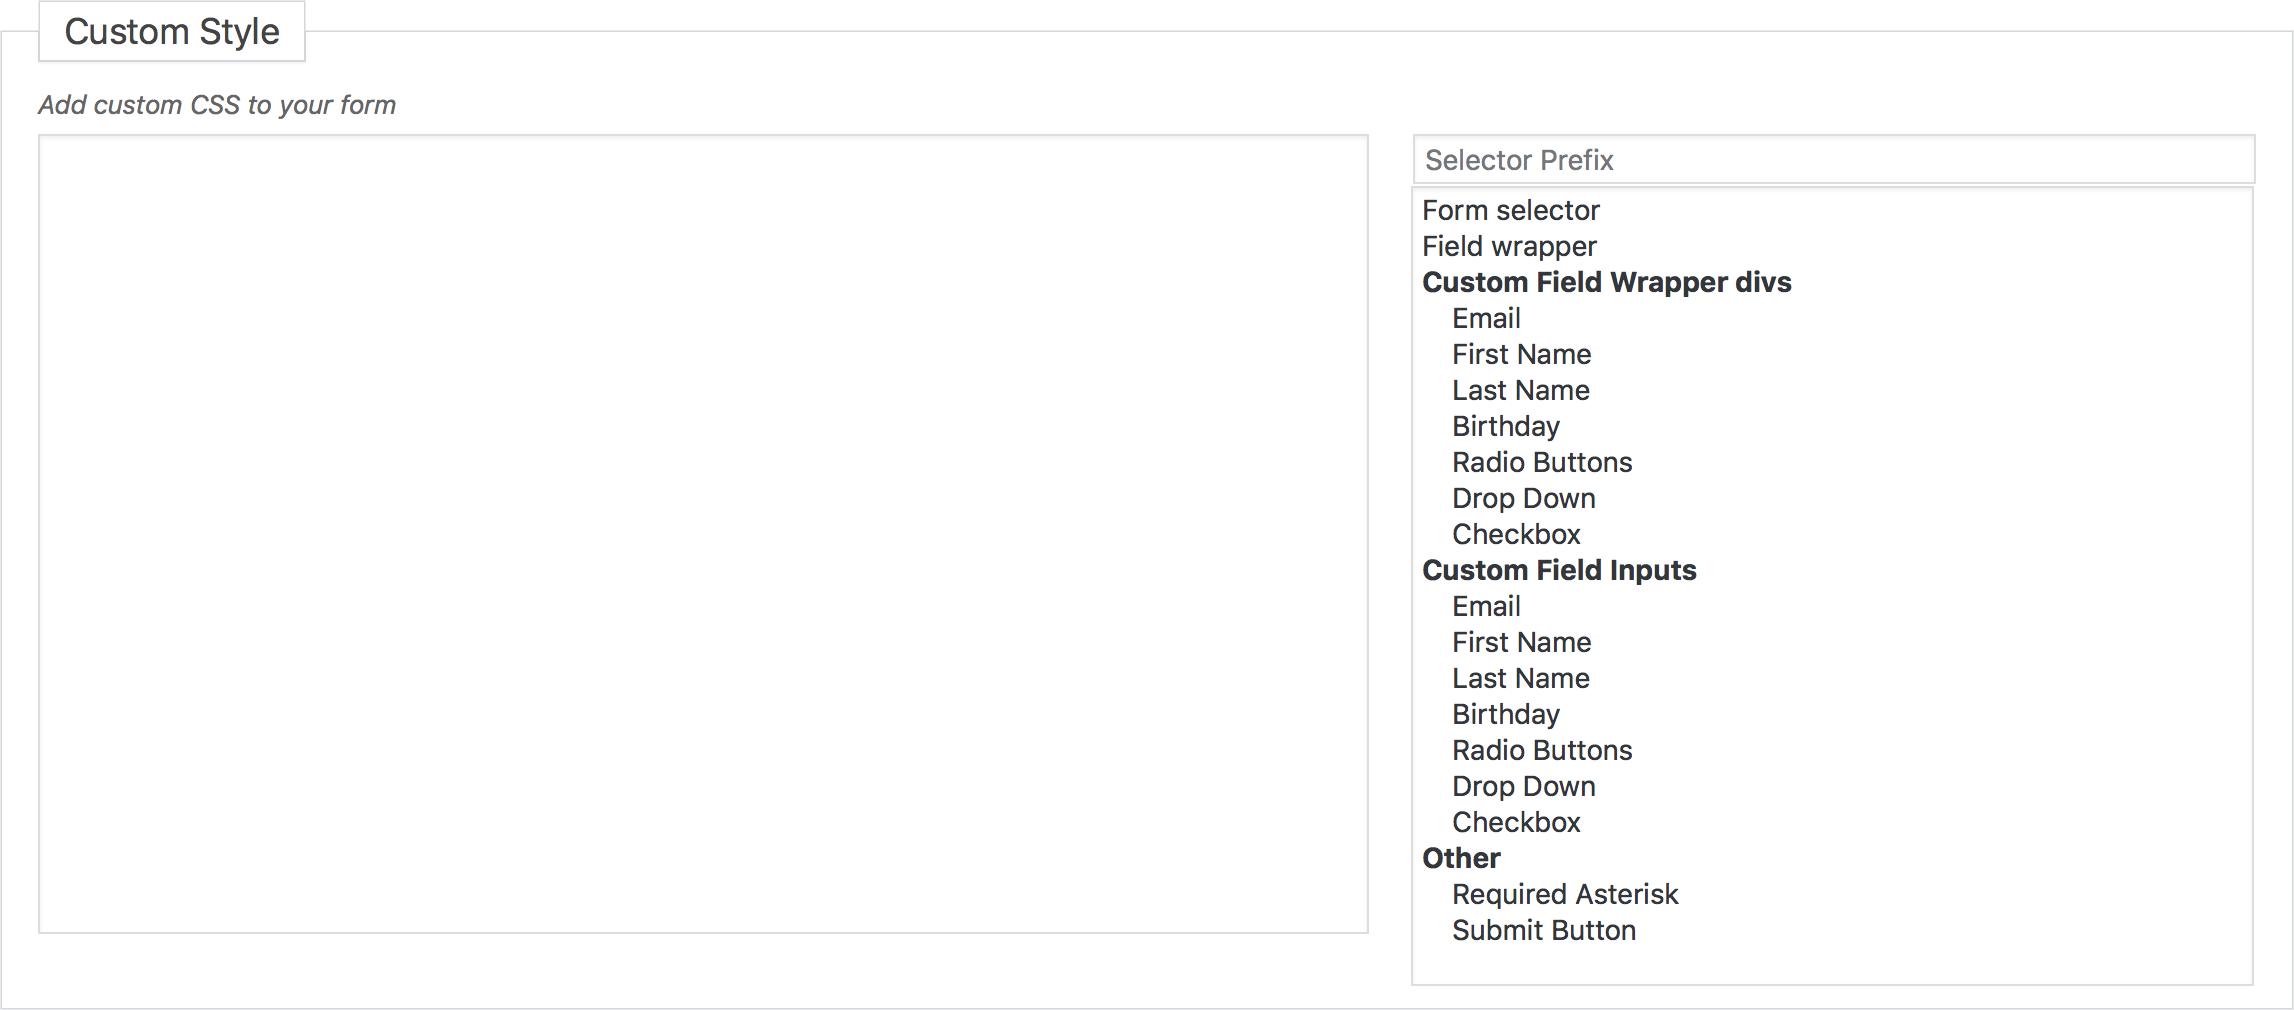 Custom Style
Add custom CSS to your form
Selector Prefix
Form selector
Field wrapper
Custom Field Wrapper divs
Email
First Name
Last Name
Birthday
Radio Buttons
Drop Down
Checkbox
Custom Field Inputs
Email
First Name
Last Name
Birthday
Radio Buttons
Drop Down
Checkbox
Other
Required Asterisk
Submit Button